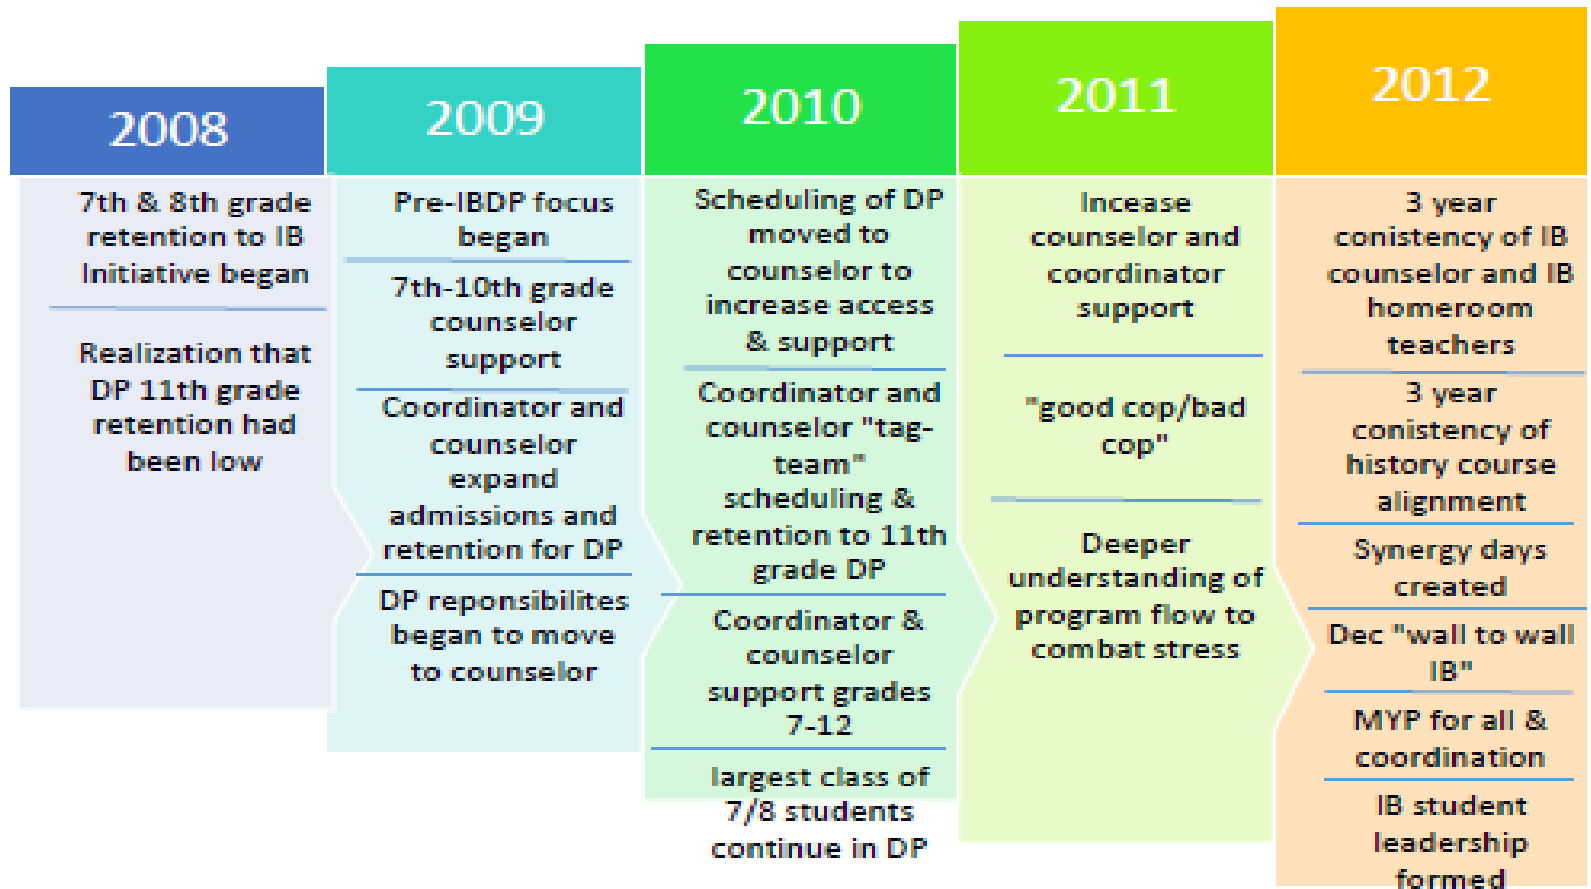 2008
7th & 8th grade
retention to IB
Initiative began
Realization that
DP 11th grade
retention had
been low
2009
Pre-IBDP focus
began
7th-10th grade
counselor
support
Coordinator and
counselor
expand
admissions and
retention for DP
DP reponsibilites
began to move
to counselor
2010
Scheduling of DP
moved to
counselor to
increase access
& support
Coordinator and
counselor "tag-
team"
scheduling &
retention to 11th
grade DP
Coordinator &
counselor
support grades
7-12
largest class of
7/8 students
continue in DP
2011
Incease
counselor and
coordinator
support
"good cop/bad
cop"
Deeper
understanding of
program flow to
combat stress
2012
3 year
conistency of IB
counselor and IB
homeroom
teachers
3 year
conistency of
history course
alignment
Synergy days
created
Dec "wall to wall
IB"
MYP for all &
coordination
IB student
leadership
formed